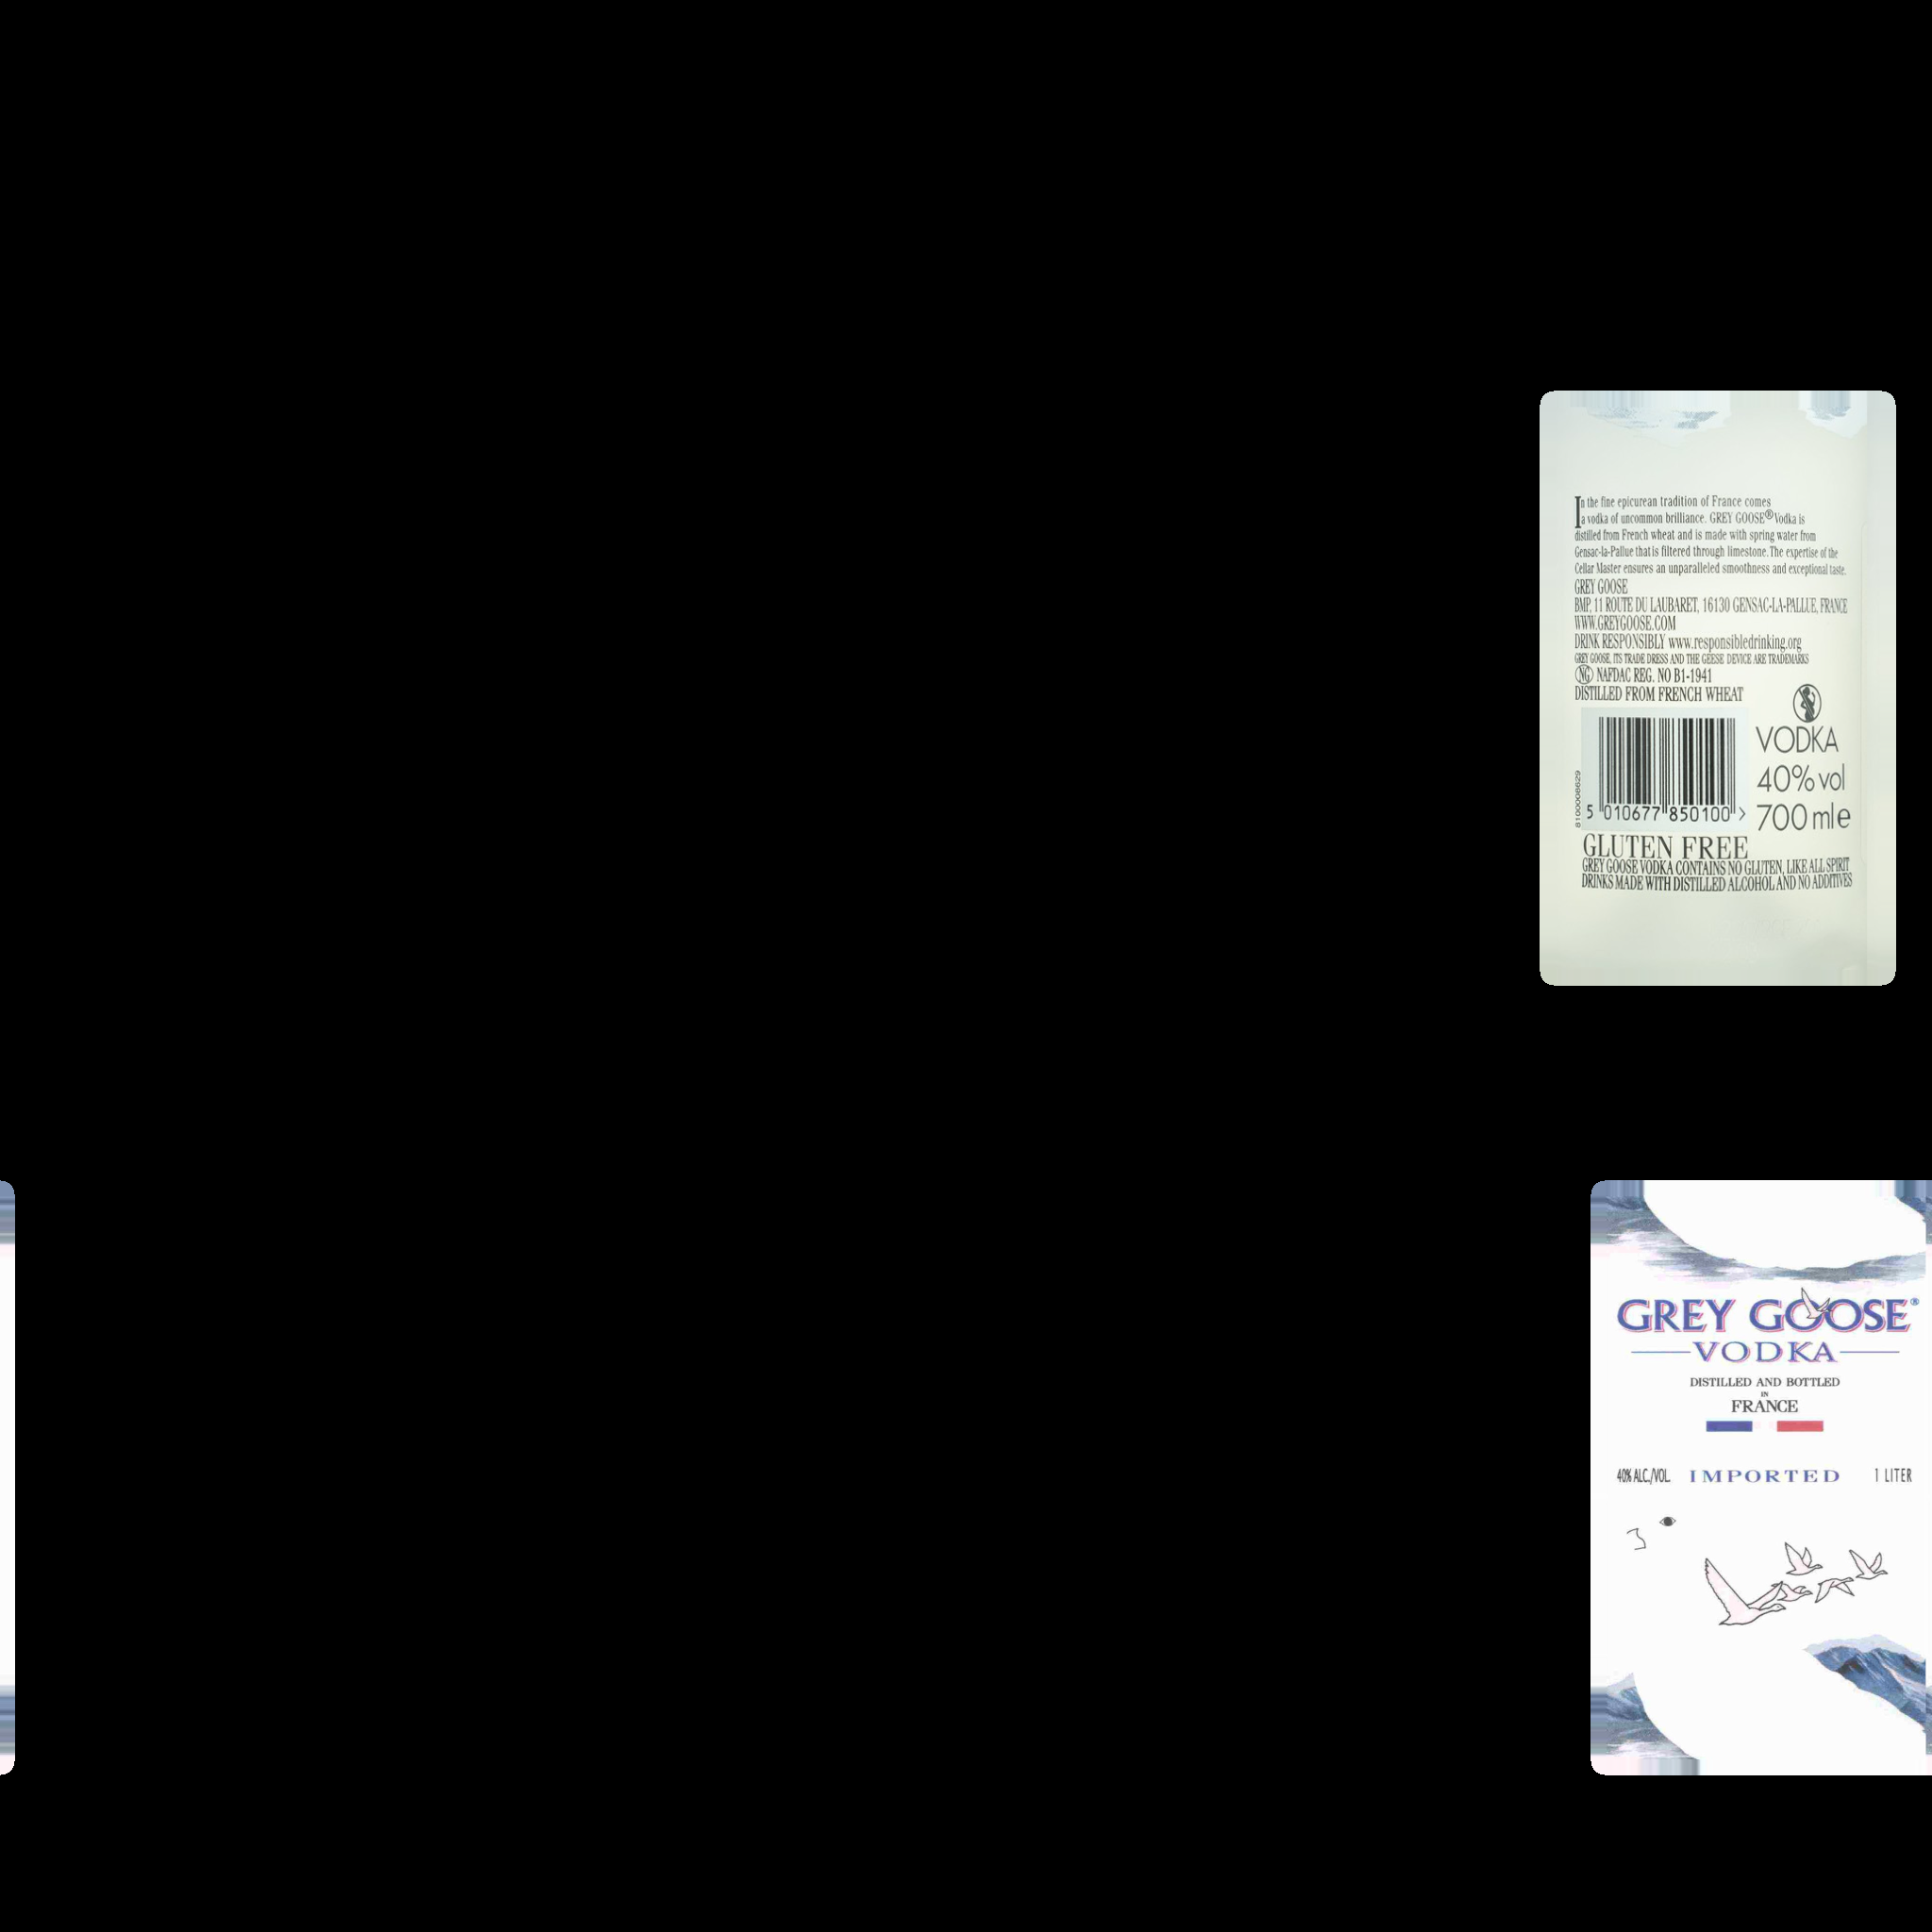 In the fine epicurean tradition of France comes
a vodka of uncommon brilliance. GREY GOOSE® Vodka is
distilled from French wheat and is made with spring water from
Gensac-la-Pallue that is filtered through limestone. The expertise of the
Cellar Master ensures an unparalleled smoothness and exceptional taste.
GREY GOOSE
BMP, 11 ROUTE DU LAUBARET, 16130 GENSAC-LA-PALLUE, FRANCE
WWW.GREYGOOSE.COM
DRINK RESPONSIBLY www.responsibledrinking.org
GREY GOOSE, ITS TRADE DRESS AND THE GEESE DEVICE ARE TRADEMARKS
NG NAFDAC REG. NO B1-1941
DISTILLED FROM FRENCH WHEAT
VODKA
40% vol
700 ml e
8100008629
5 010677 850100 >
GLUTEN FREE
GREY GOOSE VODKA CONTAINS NO GLUTEN, LIKE ALL SPIRIT
DRINKS MADE WITH DISTILLED ALCOHOL AND NO ADDITIVES
GREY GOOSE®
VODKA
DISTILLED AND BOTTLED
IN
FRANCE
40% ALC./VOL. IMPORTED 1 LITER